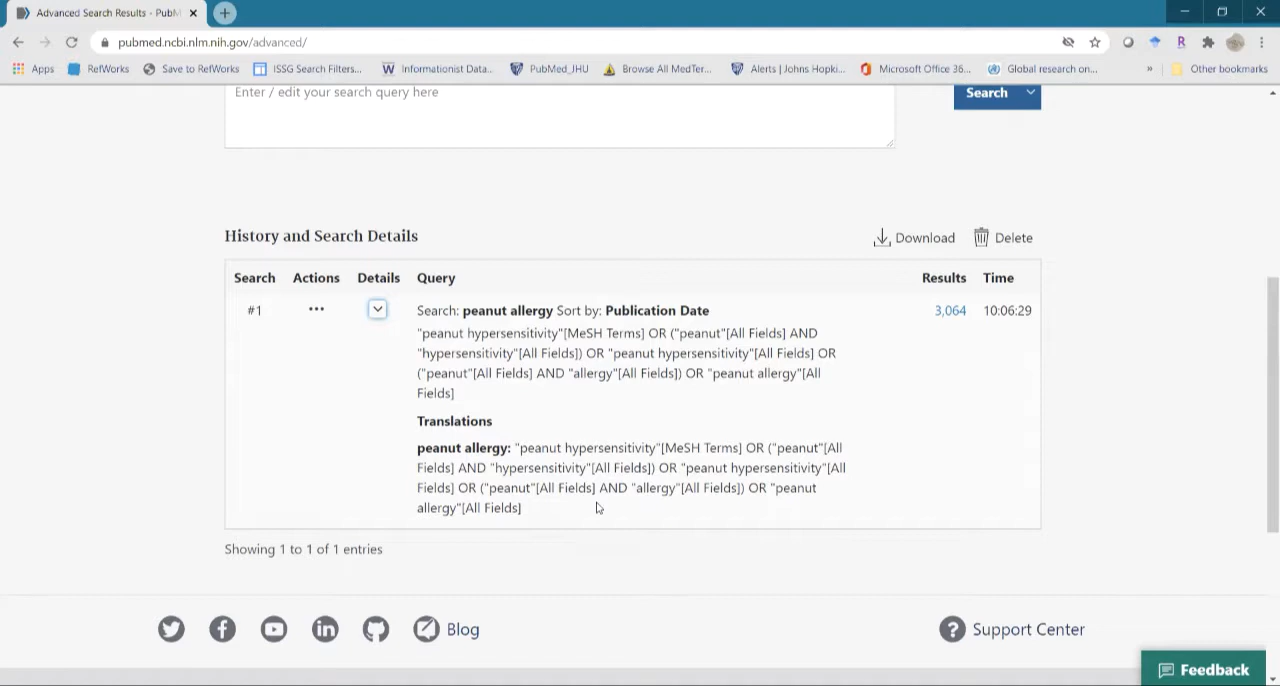 Advanced Search Results - PubM
pubmed.ncbi.nlm.nih.gov/advanced/
R
Apps RefWorks Save to RefWorks ISSG Search Filters... W Informationist Data... PubMed_JHU Browse All MedTer... Alerts | Johns Hopki... Microsoft Office 36... Global research on... » Other bookmarks
Enter / edit your search query here
Search
History and Search Details
Download Delete
Search Actions Details Query Results Time
#1 ••• Search: peanut allergy Sort by: Publication Date 3,064 10:06:29
"peanut hypersensitivity"[MeSH Terms] OR ("peanut"[All Fields] AND
"hypersensitivity"[All Fields]) OR "peanut hypersensitivity"[All Fields] OR
("peanut"[All Fields] AND "allergy"[All Fields]) OR "peanut allergy"[All
Fields]
Translations
peanut allergy: "peanut hypersensitivity"[MeSH Terms] OR ("peanut"[All
Fields] AND "hypersensitivity"[All Fields]) OR "peanut hypersensitivity"[All
Fields] OR ("peanut"[All Fields] AND "allergy"[All Fields]) OR "peanut
allergy"[All Fields]
Showing 1 to 1 of 1 entries
Blog
Support Center
Feedback